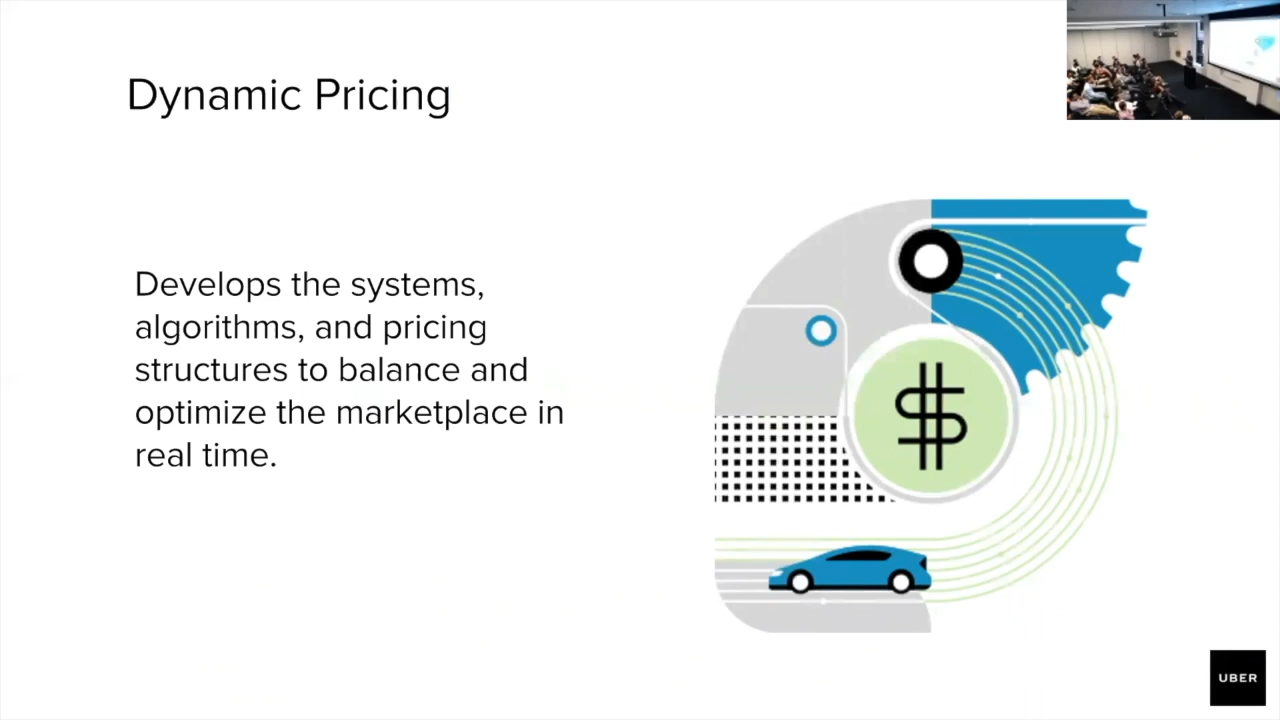 Dynamic Pricing
Develops the systems,
algorithms, and pricing
structures to balance and
optimize the marketplace in
real time.
$
UBER